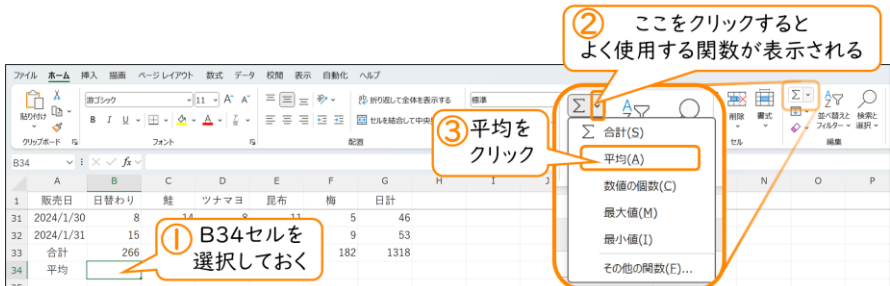 ② ここをクリックすると
よく使用する関数が表示される
ファイル ホーム 挿入 描画 ページ レイアウト 数式 データ 校閲 表示 自動化 ヘルプ
游ゴシック 11 A^ A˅ ab 折り返して全体を表示する 標準 Σ
貼り付け B I U A セルを結合して中央 削除 書式 並べ替えと 検索と
フィルター 選択
クリップボード フォント 配置 セル 編集
③ 平均を
クリック
Σ 合計(S)
平均(A)
数値の個数(C)
最大値(M)
最小値(I)
その他の関数(F)...
B34 fx
A B C D E F G H I J N O P
1 販売日 日替わり 鮭 ツナマヨ 昆布 梅 日計
31 2024/1/30 8 14 8 11 5 46
32 2024/1/31 15 9 53
33 合計 266 182 1318
34 平均
① B34セルを
選択しておく